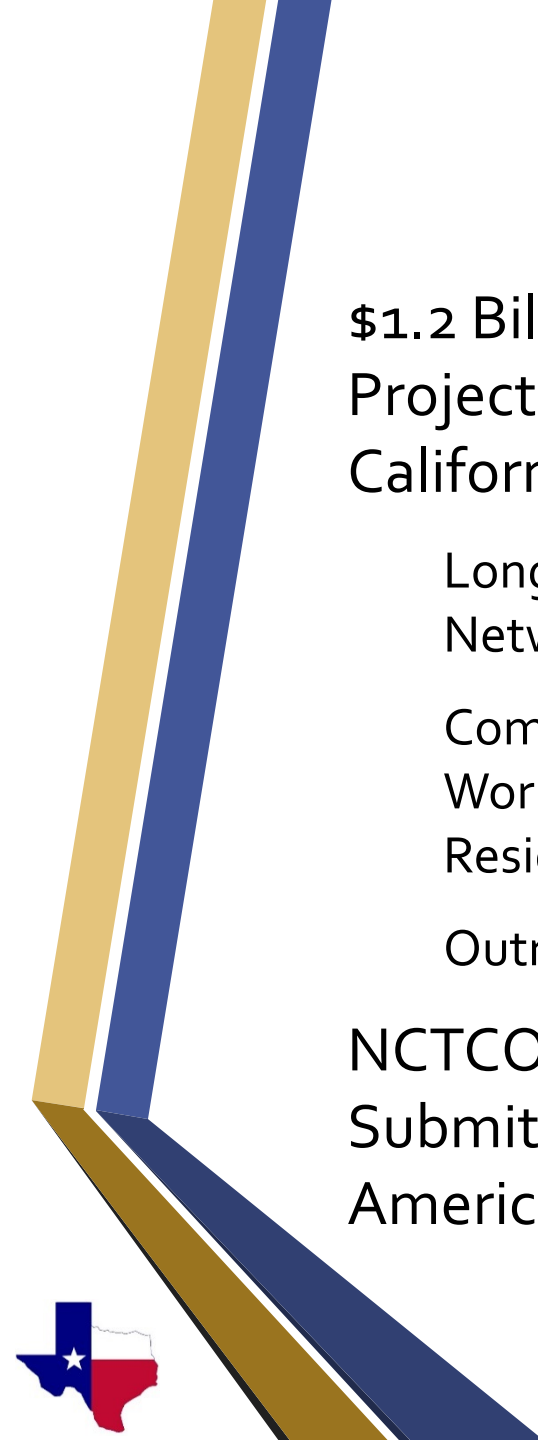 $1.2 Bil
Project
Californ
Long
Netw
Com
Wor
Resi
Outr
NCTCO
Submit
Americ